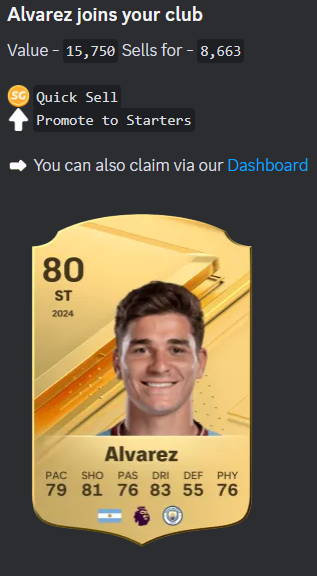 Alvarez joins your club
Value - 15,750 Sells for - 8,663
SG Quick Sell
Promote to Starters
You can also claim via our Dashboard
80
ST
2024
Alvarez
PAC SHO PAS DRI DEF PHY
79 81 76 83 55 76